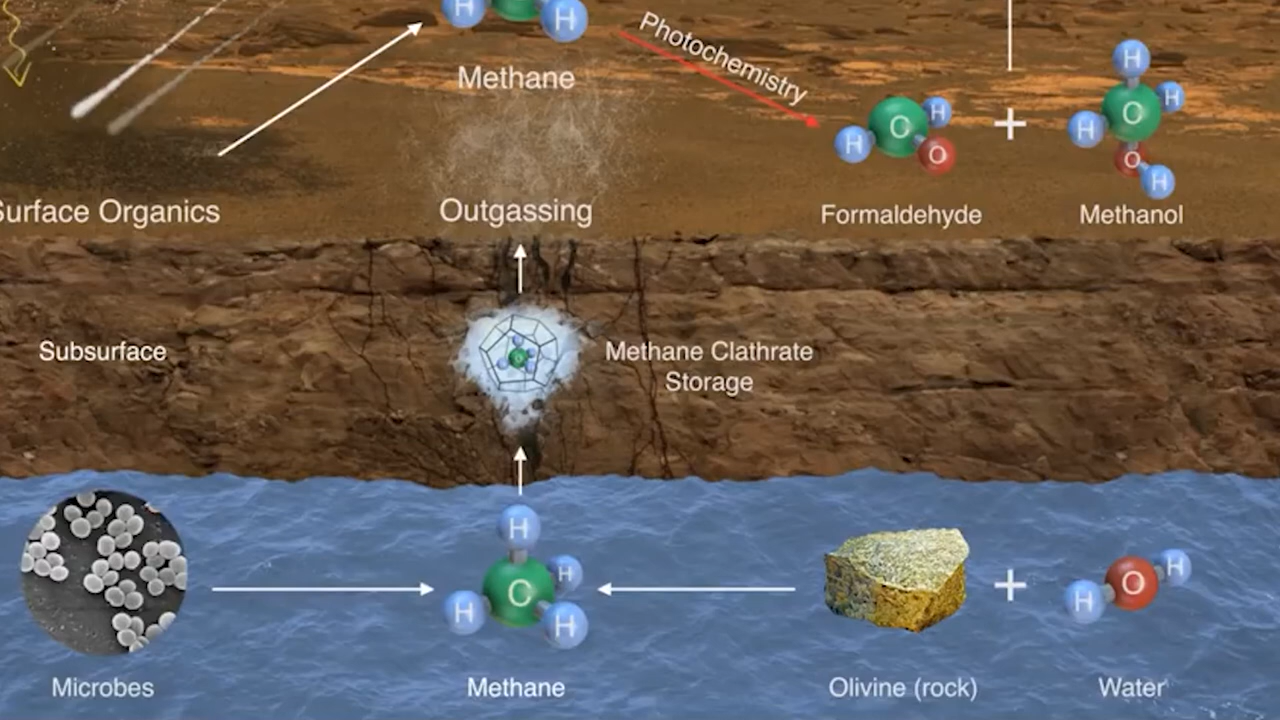 H
H
Methane
Photochemistry
H
C
H
O
+
H
C
H
H
O
H
Surface Organics
Outgassing
Formaldehyde
Methanol
Subsurface
Methane Clathrate
Storage
H
C
H
H
H
H
O
H
+
Microbes
Methane
Olivine (rock)
Water